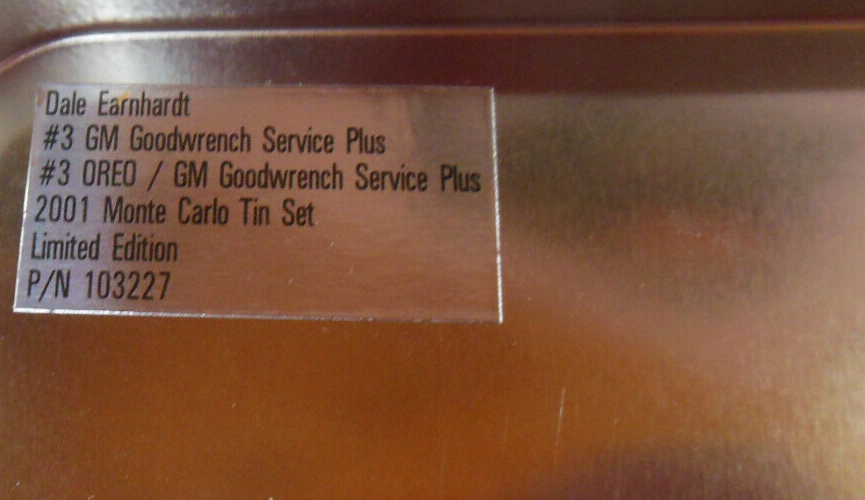 Dale Earnhardt
#3 GM Goodwrench Service Plus
#3 OREO / GM Goodwrench Service Plus
2001 Monte Carlo Tin Set
Limited Edition
P/N 103227